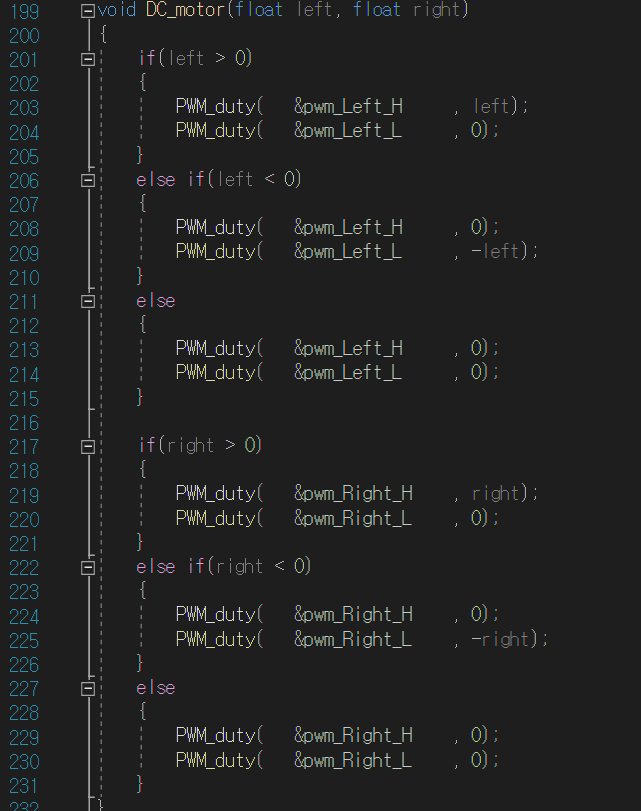 199 void DC_motor(float left, float right)
200 {
201 if(left > 0)
202 {
203 PWM_duty( &pwm_Left_H , left);
204 PWM_duty( &pwm_Left_L , 0);
205 }
206 else if(left < 0)
207 {
208 PWM_duty( &pwm_Left_H , 0);
209 PWM_duty( &pwm_Left_L , -left);
210 }
211 else
212 {
213 PWM_duty( &pwm_Left_H , 0);
214 PWM_duty( &pwm_Left_L , 0);
215 }
216
217 if(right > 0)
218 {
219 PWM_duty( &pwm_Right_H , right);
220 PWM_duty( &pwm_Right_L , 0);
221 }
222 else if(right < 0)
223 {
224 PWM_duty( &pwm_Right_H , 0);
225 PWM_duty( &pwm_Right_L , -right);
226 }
227 else
228 {
229 PWM_duty( &pwm_Right_H , 0);
230 PWM_duty( &pwm_Right_L , 0);
231 }
232 }